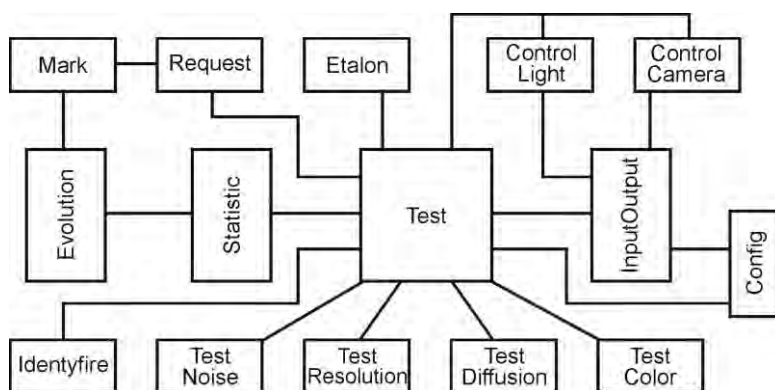 Mark
Request
Etalon
Control
Light
Control
Camera
Evolution
Statistic
Test
InputOutput
Config
Identyfire
Test
Noise
Test
Resolution
Test
Diffusion
Test
Color